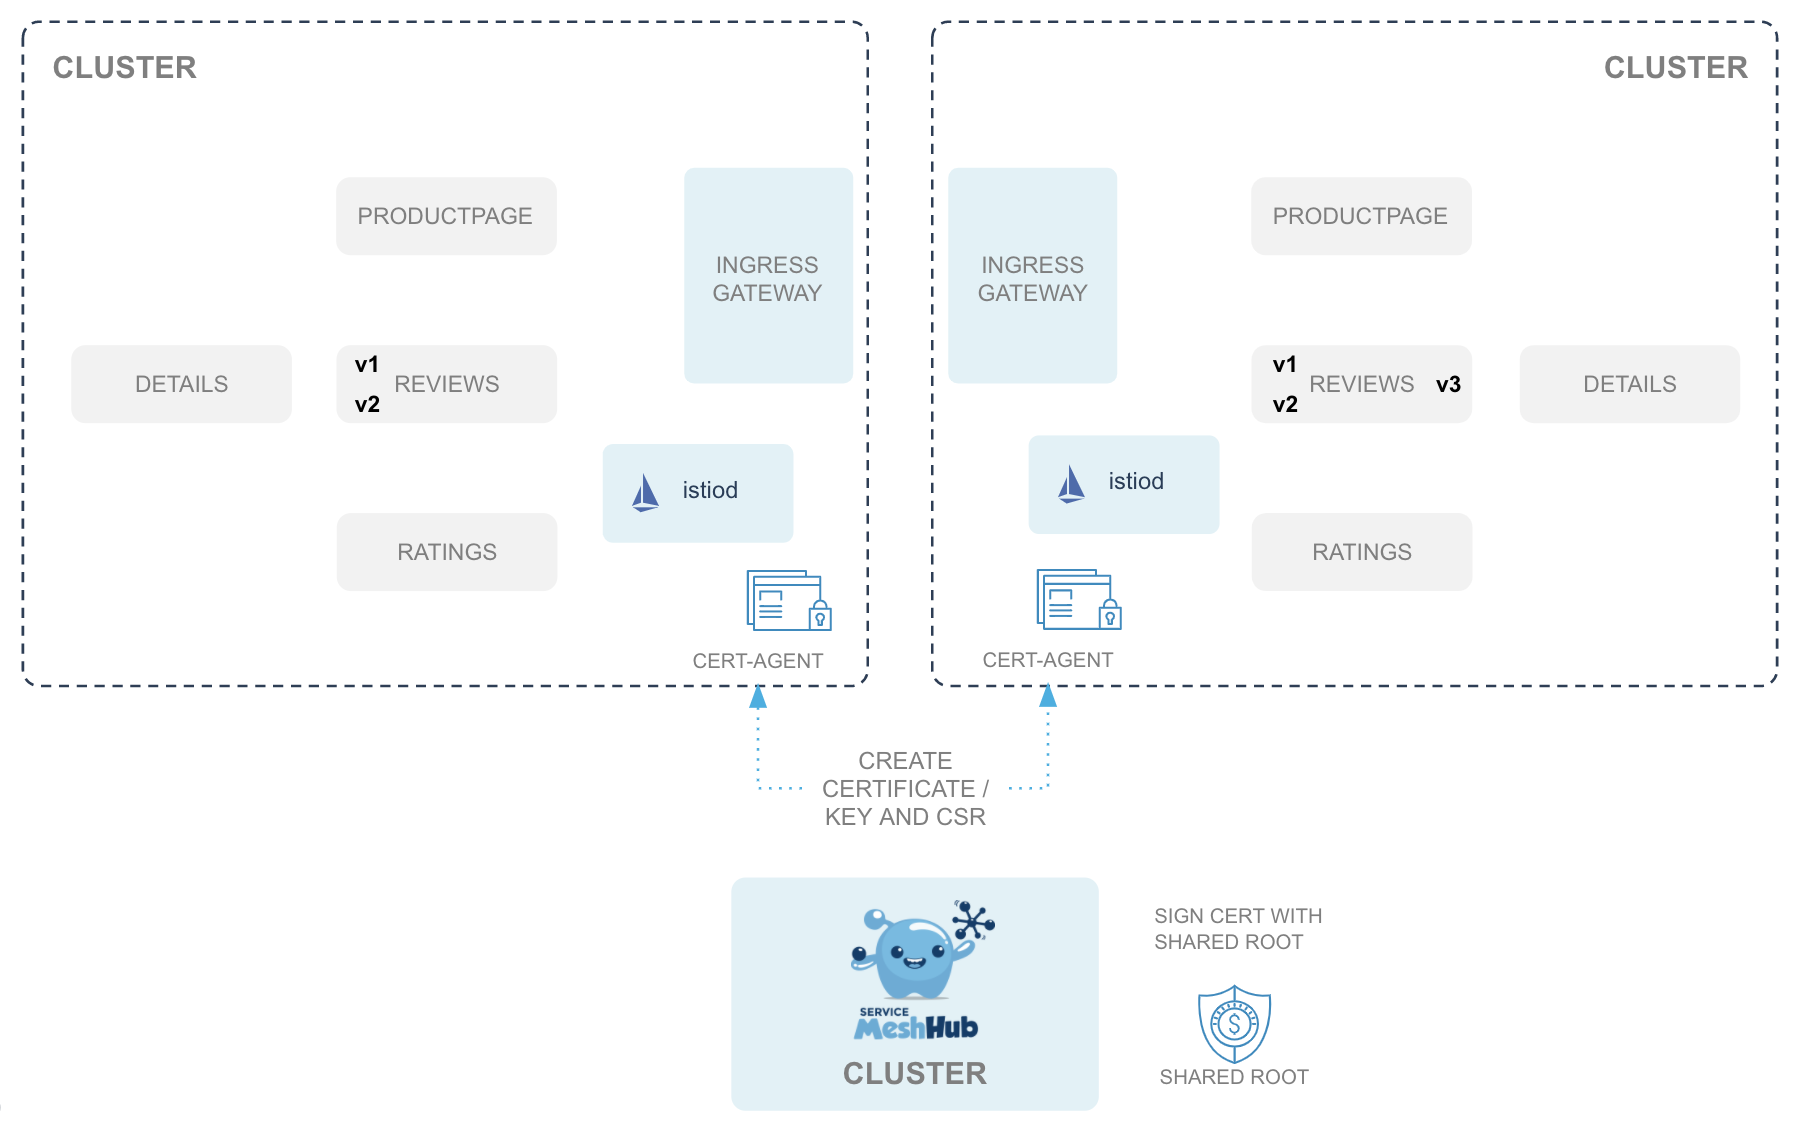 CLUSTER
PRODUCTPAGE
INGRESS
GATEWAY
DETAILS
v1
REVIEWS
v2
istiod
RATINGS
CERT-AGENT
CLUSTER
INGRESS
GATEWAY
PRODUCTPAGE
v1
REVIEWS v3
v2
DETAILS
istiod
RATINGS
CERT-AGENT
CREATE
CERTIFICATE /
KEY AND CSR
SERVICE
MeshHub
CLUSTER
SIGN CERT WITH
SHARED ROOT
$
SHARED ROOT